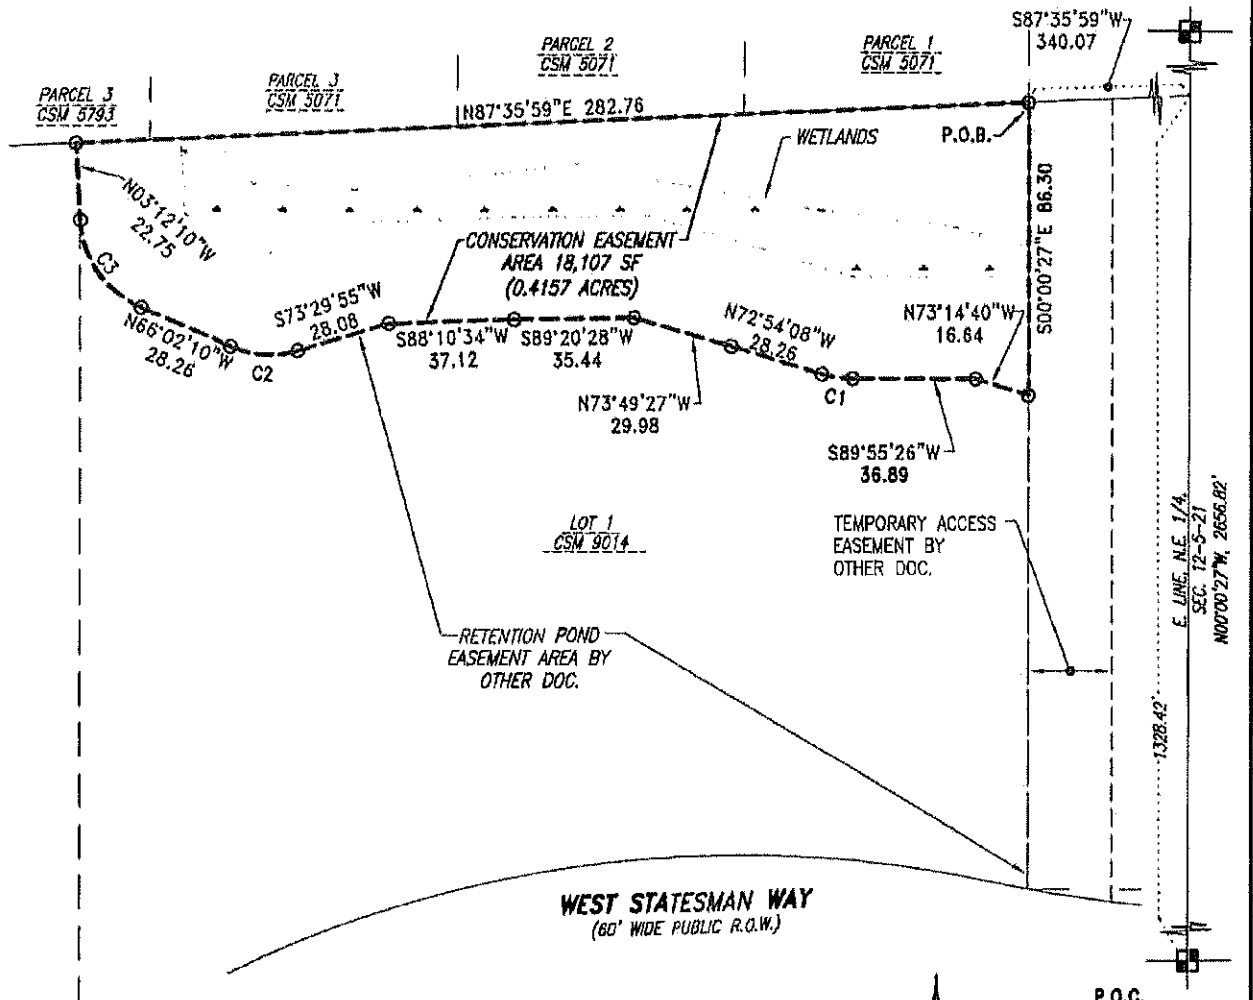 S87°35'59"W
340.07
PARCEL 2
CSM 5071
PARCEL 1
CSM 5071
PARCEL 3
CSM 5071
PARCEL 3
CSM 5793
N87°35'59"E 282.76
P.O.B.
WETLANDS
N03°12'10"W
22.75
S00°00'27"E 86.30
CONSERVATION EASEMENT
AREA 18,107 SF
(0.4157 ACRES)
C3
S73°29'55"W
28.08
N66°02'10"W
28.26
C2
S88°10'34"W
37.12
S89°20'28"W
35.44
N72°54'08"W
28.26
N73°14'40"W
16.64
N73°49'27"W
29.98
C1
S89°55'26"W
36.89
LOT 1
CSM 9014
TEMPORARY ACCESS
EASEMENT BY
OTHER DOC.
E. LINE, N.E. 1/4,
SEC. 12-5-21
N00°00'27"W, 2656.82'
RETENTION POND
EASEMENT AREA BY
OTHER DOC.
1328.42'
WEST STATESMAN WAY
(60' WIDE PUBLIC R.O.W.)
P.O.C.